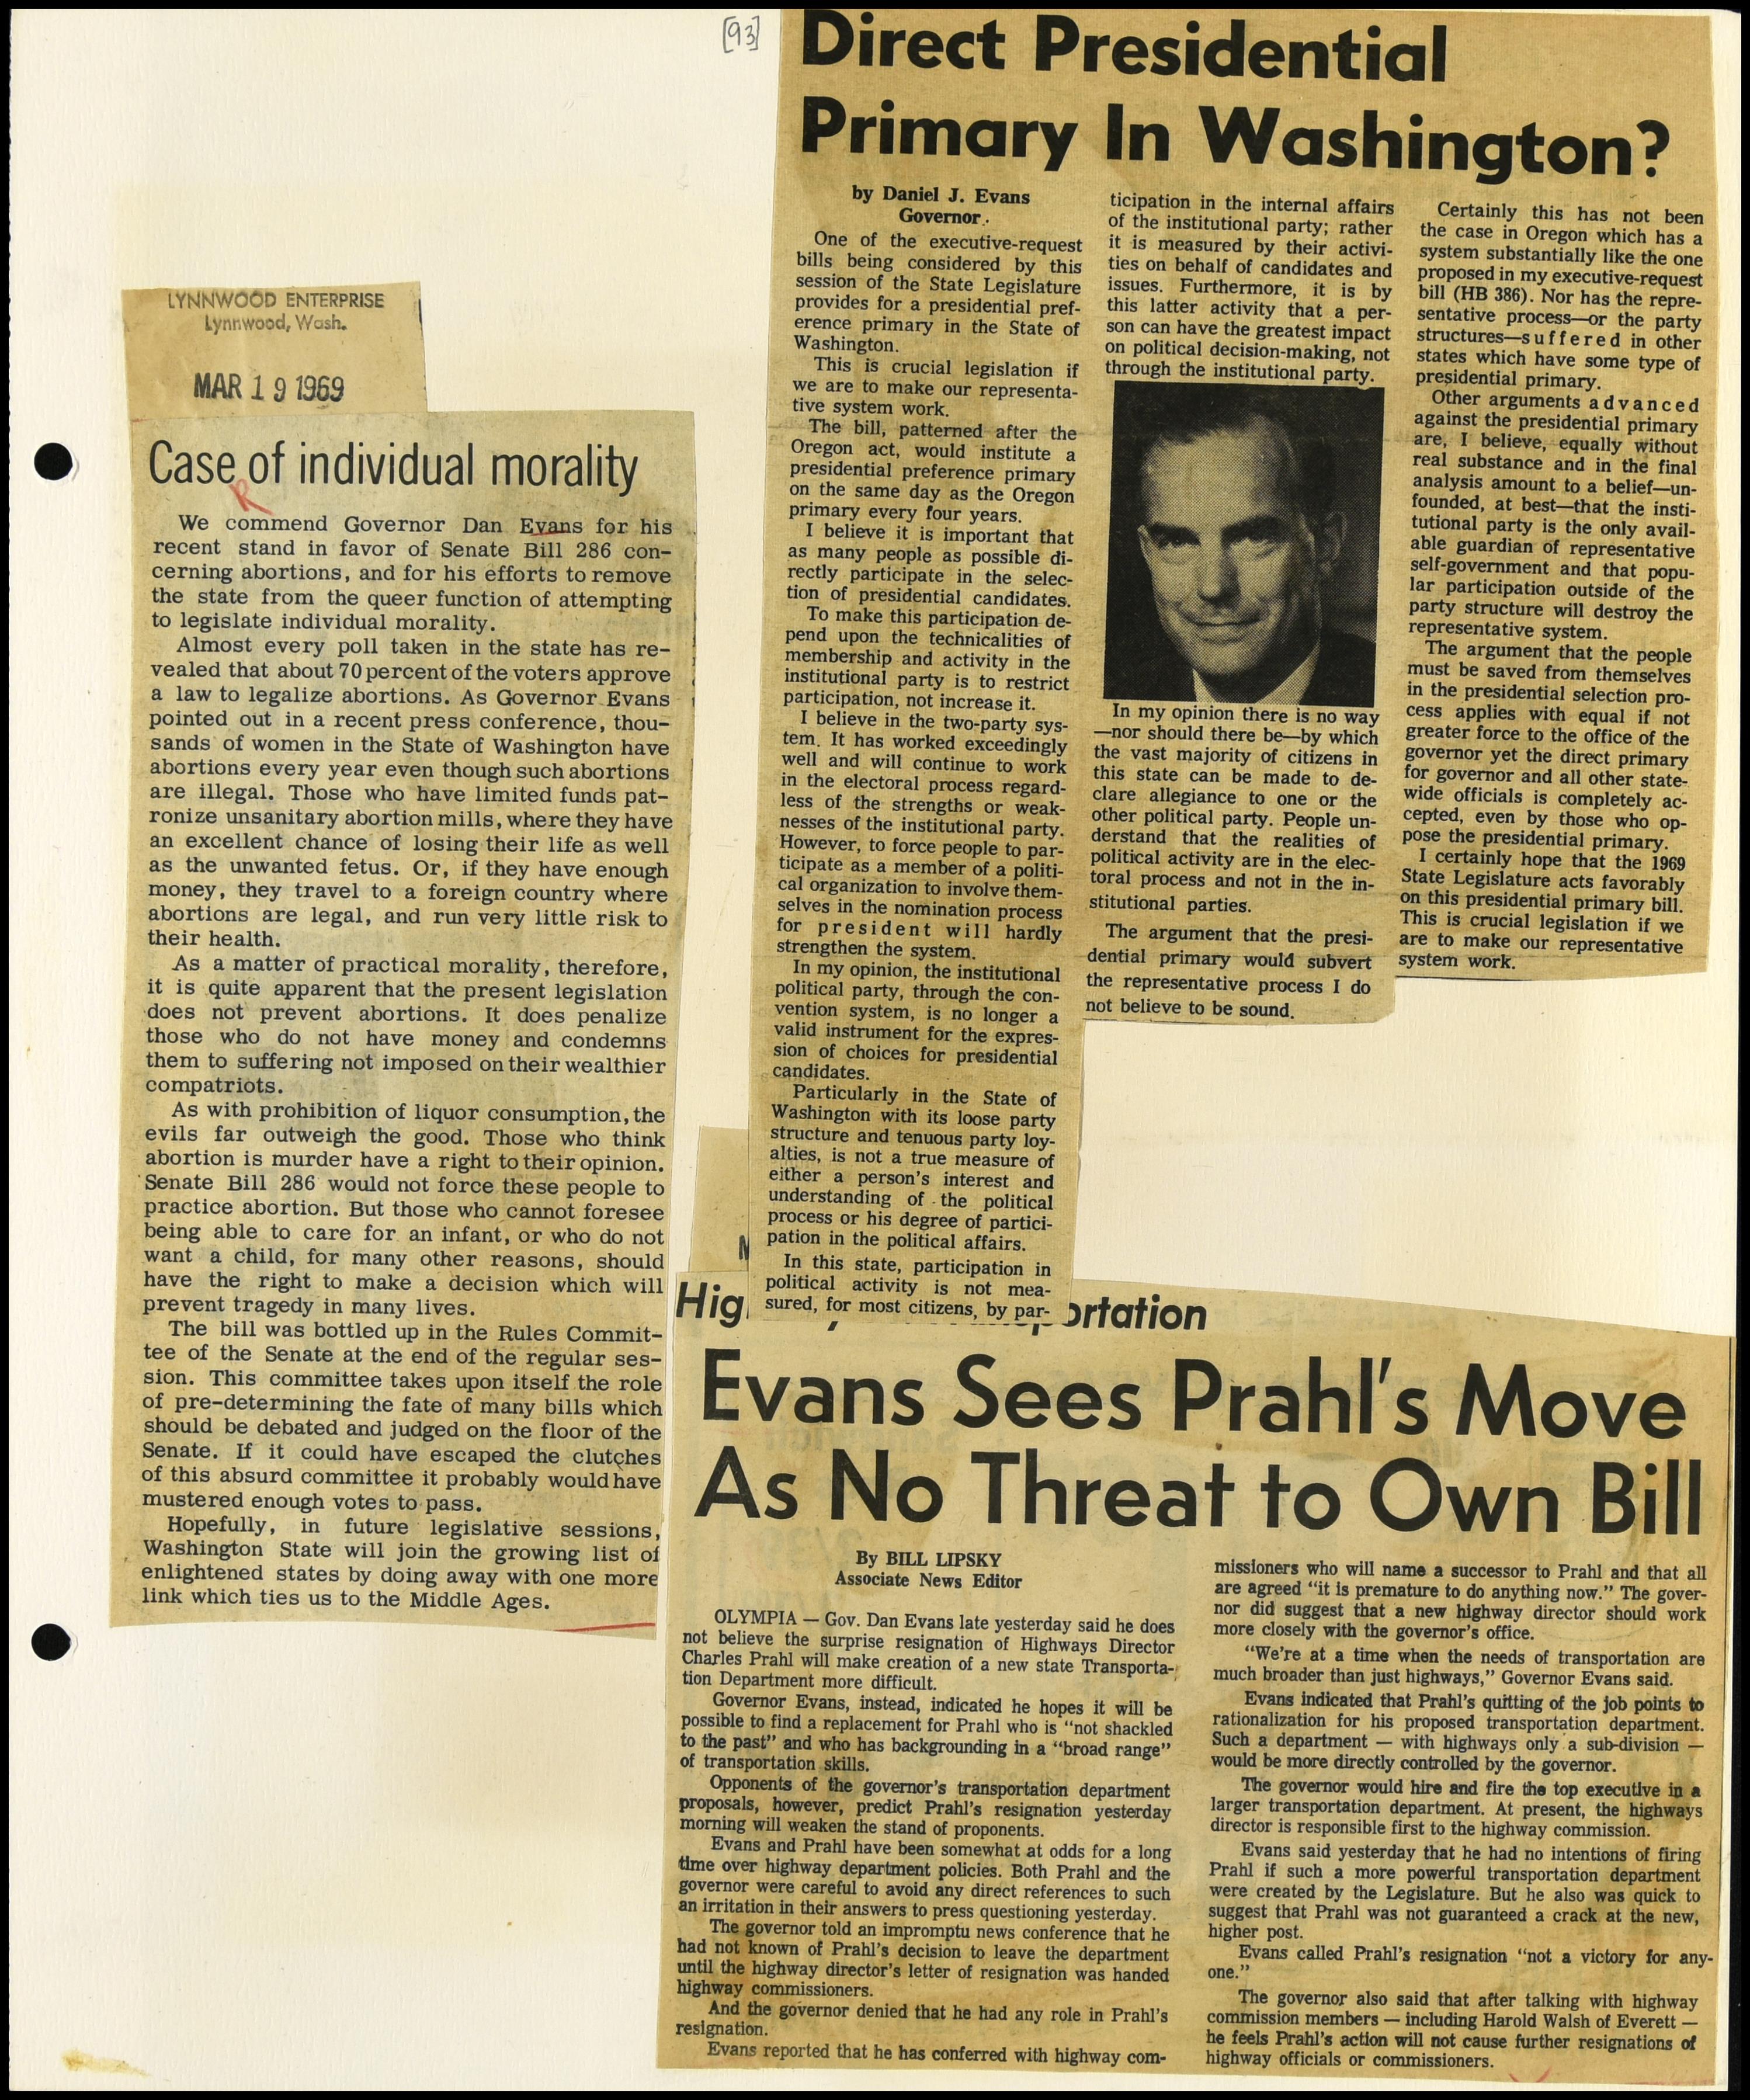 [93]
LYNNWOOD ENTERPRISE
Lynnwood, Wash.
MAR 19 1969
Case of individual morality
R
We commend Governor Dan Evans for his
recent stand in favor of Senate Bill 286 con-
cerning abortions, and for his efforts to remove
the state from the queer function of attempting
to legislate individual morality.
Almost every poll taken in the state has re-
vealed that about 70 percent of the voters approve
a law to legalize abortions. As Governor Evans
pointed out in a recent press conference, thou-
sands of women in the State of Washington have
abortions every year even though such abortions
are illegal. Those who have limited funds pat-
ronize unsanitary abortion mills, where they have
an excellent chance of losing their life as well
as the unwanted fetus. Or, if they have enough
money, they travel to a foreign country where
abortions are legal, and run very little risk to
their health.
As a matter of practical morality, therefore,
it is quite apparent that the present legislation
does not prevent abortions. It does penalize
those who do not have money and condemns
them to suffering not imposed on their wealthier
compatriots.
As with prohibition of liquor consumption, the
evils far outweigh the good. Those who think
abortion is murder have a right to their opinion.
Senate Bill 286 would not force these people to
practice abortion. But those who cannot foresee
being able to care for an infant, or who do not
want a child, for many other reasons, should
have the right to make a decision which will
prevent tragedy in many lives.
The bill was bottled up in the Rules Commit-
tee of the Senate at the end of the regular ses-
sion. This committee takes upon itself the role
of pre-determining the fate of many bills which
should be debated and judged on the floor of the
Senate. If it could have escaped the clutches
of this absurd committee it probably would have
mustered enough votes to pass.
Hopefully, in future legislative sessions,
Washington State will join the growing list of
enlightened states by doing away with one more
link which ties us to the Middle Ages.
Direct Presidential
Primary In Washington?
by Daniel J. Evans
Governor.
One of the executive-request
bills being considered by this
session of the State Legislature
provides for a presidential pref-
erence primary in the State of
Washington.
This is crucial legislation if
we are to make our representa-
tive system work.
The bill, patterned after the
Oregon act, would institute a
presidential preference primary
on the same day as the Oregon
primary every four years.
I believe it is important that
as many people as possible di-
rectly participate in the selec-
tion of presidential candidates.
To make this participation de-
pend upon the technicalities of
membership and activity in the
institutional party is to restrict
participation, not increase it.
I believe in the two-party sys-
tem. It has worked exceedingly
well and will continue to work
in the electoral process regard-
less of the strengths or weak-
nesses of the institutional party.
However, to force people to par-
ticipate as a member of a politi-
cal organization to involve them-
selves in the nomination process
for president will hardly
strengthen the system.
In my opinion, the institutional
political party, through the con-
vention system, is no longer a
valid instrument for the expres-
sion of choices for presidential
candidates.
Particularly in the State of
Washington with its loose party
structure and tenuous party loy-
alties, is not a true measure of
either a person's interest and
understanding of the political
process or his degree of partici-
pation in the political affairs.
In this state, participation in
political activity is not mea-
sured, for most citizens, by par-
ticipation in the internal affairs
of the institutional party; rather
it is measured by their activi-
ties on behalf of candidates and
issues. Furthermore, it is by
this latter activity that a per-
son can have the greatest impact
on political decision-making, not
through the institutional party.
In my opinion there is no way
—nor should there be—by which
the vast majority of citizens in
this state can be made to de-
clare allegiance to one or the
other political party. People un-
derstand that the realities of
political activity are in the elec-
toral process and not in the in-
stitutional parties.
The argument that the presi-
dential primary would subvert
the representative process I do
not believe to be sound.
Certainly this has not been
the case in Oregon which has a
system substantially like the one
proposed in my executive-request
bill (HB 386). Nor has the repre-
sentative process—or the party
structures—suffered in other
states which have some type of
presidential primary.
Other arguments advanced
against the presidential primary
are, I believe, equally without
real substance and in the final
analysis amount to a belief—un-
founded, at best—that the insti-
tutional party is the only avail-
able guardian of representative
self-government and that popu-
lar participation outside of the
party structure will destroy the
representative system.
The argument that the people
must be saved from themselves
in the presidential selection pro-
cess applies with equal if not
greater force to the office of the
governor yet the direct primary
for governor and all other state-
wide officials is completely ac-
cepted, even by those who op-
pose the presidential primary.
I certainly hope that the 1969
State Legislature acts favorably
on this presidential primary bill.
This is crucial legislation if we
are to make our representative
system work.
Hig ortation
Evans Sees Prahl's Move
As No Threat to Own Bill
By BILL LIPSKY
Associate News Editor
OLYMPIA — Gov. Dan Evans late yesterday said he does
not believe the surprise resignation of Highways Director
Charles Prahl will make creation of a new state Transporta-
tion Department more difficult.
Governor Evans, instead, indicated he hopes it will be
possible to find a replacement for Prahl who is "not shackled
to the past" and who has backgrounding in a "broad range"
of transportation skills.
Opponents of the governor's transportation department
proposals, however, predict Prahl's resignation yesterday
morning will weaken the stand of proponents.
Evans and Prahl have been somewhat at odds for a long
time over highway department policies. Both Prahl and the
governor were careful to avoid any direct references to such
an irritation in their answers to press questioning yesterday.
The governor told an impromptu news conference that he
had not known of Prahl's decision to leave the department
until the highway director's letter of resignation was handed
highway commissioners.
And the governor denied that he had any role in Prahl's
resignation.
Evans reported that he has conferred with highway com-
missioners who will name a successor to Prahl and that all
are agreed "it is premature to do anything now." The gover-
nor did suggest that a new highway director should work
more closely with the governor's office.
"We're at a time when the needs of transportation are
much broader than just highways," Governor Evans said.
Evans indicated that Prahl's quitting of the job points to
rationalization for his proposed transportation department.
Such a department — with highways only a sub-division —
would be more directly controlled by the governor.
The governor would hire and fire the top executive in a
larger transportation department. At present, the highways
director is responsible first to the highway commission.
Evans said yesterday that he had no intentions of firing
Prahl if such a more powerful transportation department
were created by the Legislature. But he also was quick to
suggest that Prahl was not guaranteed a crack at the new,
higher post.
Evans called Prahl's resignation "not a victory for any-
one."
The governor also said that after talking with highway
commission members — including Harold Walsh of Everett —
he feels Prahl's action will not cause further resignations of
highway officials or commissioners.